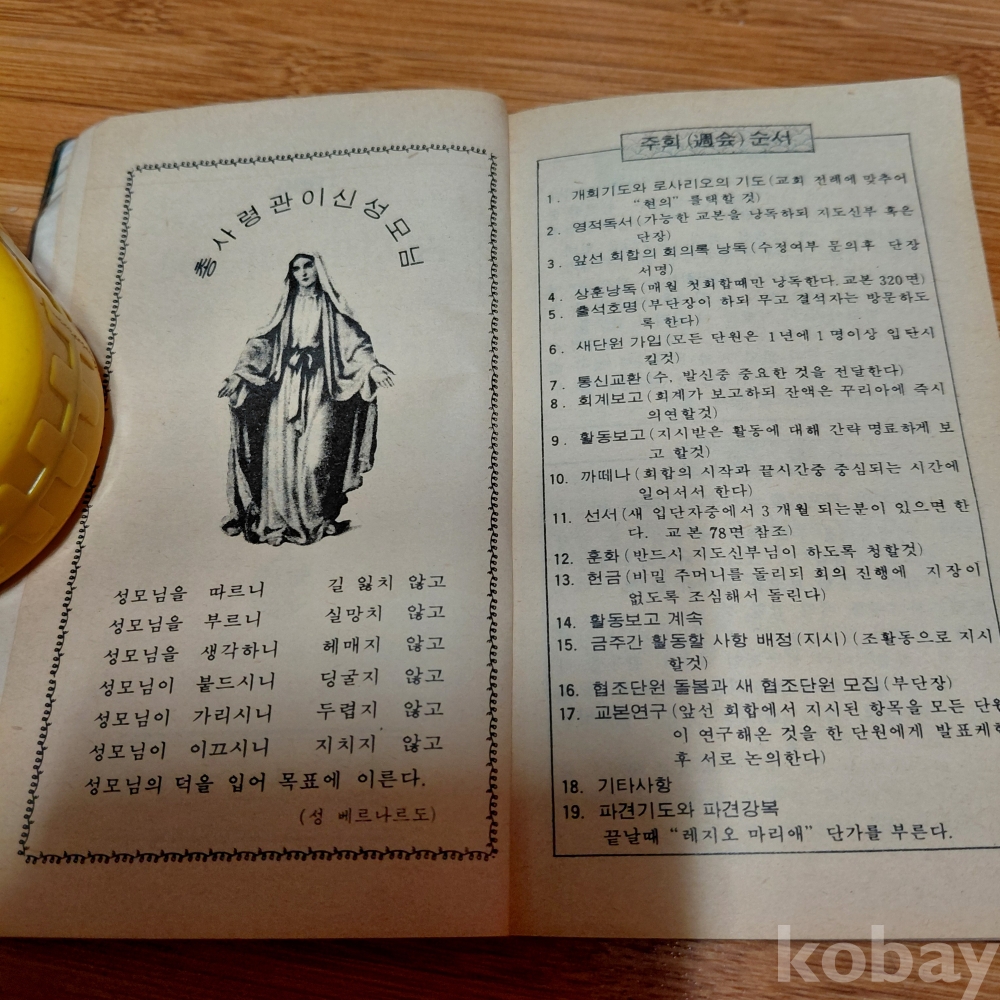 총사령관이신성모님
성모님을 따르니 길 잃지 않고
성모님을 부르니 실망치 않고
성모님을 생각하니 헤매지 않고
성모님이 붙드시니 딩굴지 않고
성모님이 가리시니 두렵지 않고
성모님이 이끄시니 지치지 않고
성모님의 덕을 입어 목표에 이른다.
(성 베르나르도)
주회 (週会) 순서
1. 개회기도와 로사리오의 기도 (교회 전례에 맞추어
"현의" 를택할 것)
2. 영적독서 (가능한 교본을 낭독하되 지도신부 혹은
단장)
3. 앞선 회합의 회의록 낭독 (수정여부 문의후 단장
서명)
4. 상훈낭독 (매월 첫회합때만 낭독한다. 교본 320면)
5. 출석호명 (부단장이 하되 무고 결석자는 방문하도
록 한다)
6. 새단원 가입 (모든 단원은 1년에 1명이상 입단시
킬것)
7. 통신교환 (수, 발신중 중요한 것을 전달한다)
8. 회계보고 (회계가 보고하되 잔액은 꾸리아에 즉시
의연할것)
9. 활동보고 (지시받은 활동에 대해 간략 명료하게 보
고 할것)
10. 까떼나 (회합의 시작과 끝시간중 중심되는 시간에
일어서서 한다)
11. 선서 (새 입단자중에서 3개월 되는분이 있으면 한
다. 교본 78면 참조)
12. 훈화 (반드시 지도신부님이 하도록 청할것)
13. 헌금 (비밀 주머니를 돌리되 회의 진행에 지장이
없도록 조심해서 돌린다)
14. 활동보고 계속
15. 금주간 활동할 사항 배정 (지시) (조활동으로 지시
할것)
16. 협조단원 돌봄과 새 협조단원 모집 (부단장)
17. 교본연구 (앞선 회합에서 지시된 항목을 모든 단원
이 연구해온 것을 한 단원에게 발표케한
후 서로 논의한다)
18. 기타사항
19. 파견기도와 파견강복
끝날때 "레지오 마리애" 단가를 부른다.
kobay